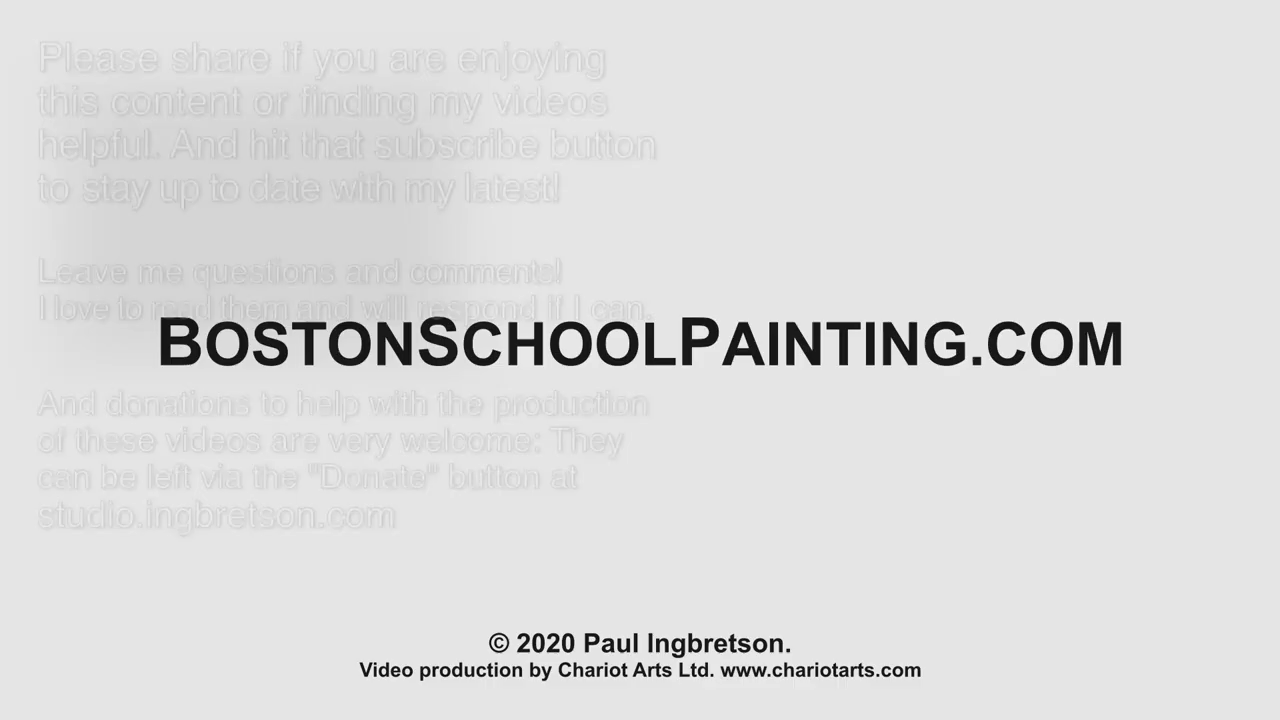 Please share if you are enjoying
this content or finding my videos
helpful. And hit that subscribe button
to stay up to date with my latest!
Leave me questions and comments!
I love to read them and will respond if I can.
BOSTONSCHOOLPAINTING.COM
And donations to help with the production
of these videos are very welcome: They
can be left via the "Donate" button at
studio.ingbretson.com
© 2020 Paul Ingbretson.
Video production by Chariot Arts Ltd. www.chariotarts.com